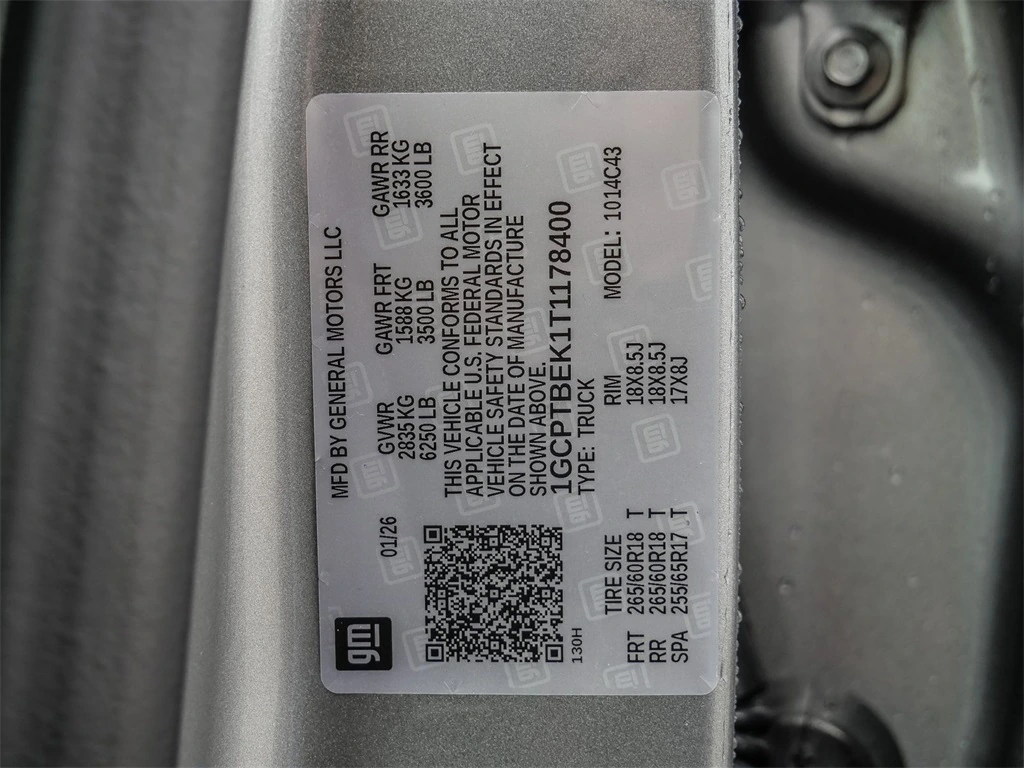 gm
01/26
MFD BY GENERAL MOTORS LLC
GVWR GAWR FRT GAWR RR
2835 KG 1588 KG 1633 KG
6250 LB 3500 LB 3600 LB
THIS VEHICLE CONFORMS TO ALL
APPLICABLE U.S. FEDERAL MOTOR
VEHICLE SAFETY STANDARDS IN EFFECT
ON THE DATE OF MANUFACTURE
SHOWN ABOVE.
1GCPTBEK1T1178400
130H
TYPE: TRUCK
TIRE SIZE RIM MODEL: 1014C43
FRT 265/60R18 T 18X8.5J
RR 265/60R18 T 18X8.5J
SPA 255/65R17 T 17X8J